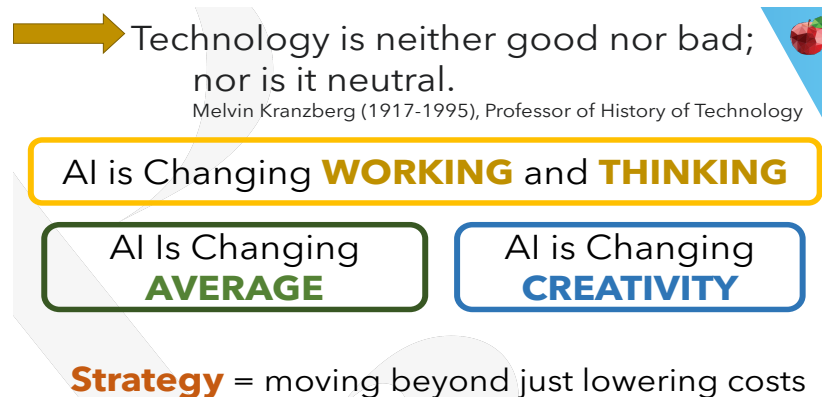 Technology is neither good nor bad;
nor is it neutral.
Melvin Kranzberg (1917-1995), Professor of History of Technology
AI is Changing WORKING and THINKING
AI Is Changing
AVERAGE
AI is Changing
CREATIVITY
Strategy = moving beyond just lowering costs